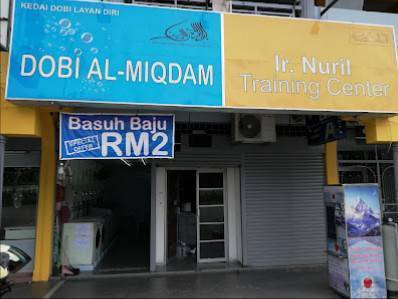 KEDAI DOBI LAYAN DIRI
DOBI AL-MIQDAM
Ir. Nuril
Training Center
Basuh Baju
SPECIAL OFFER
RM2
A